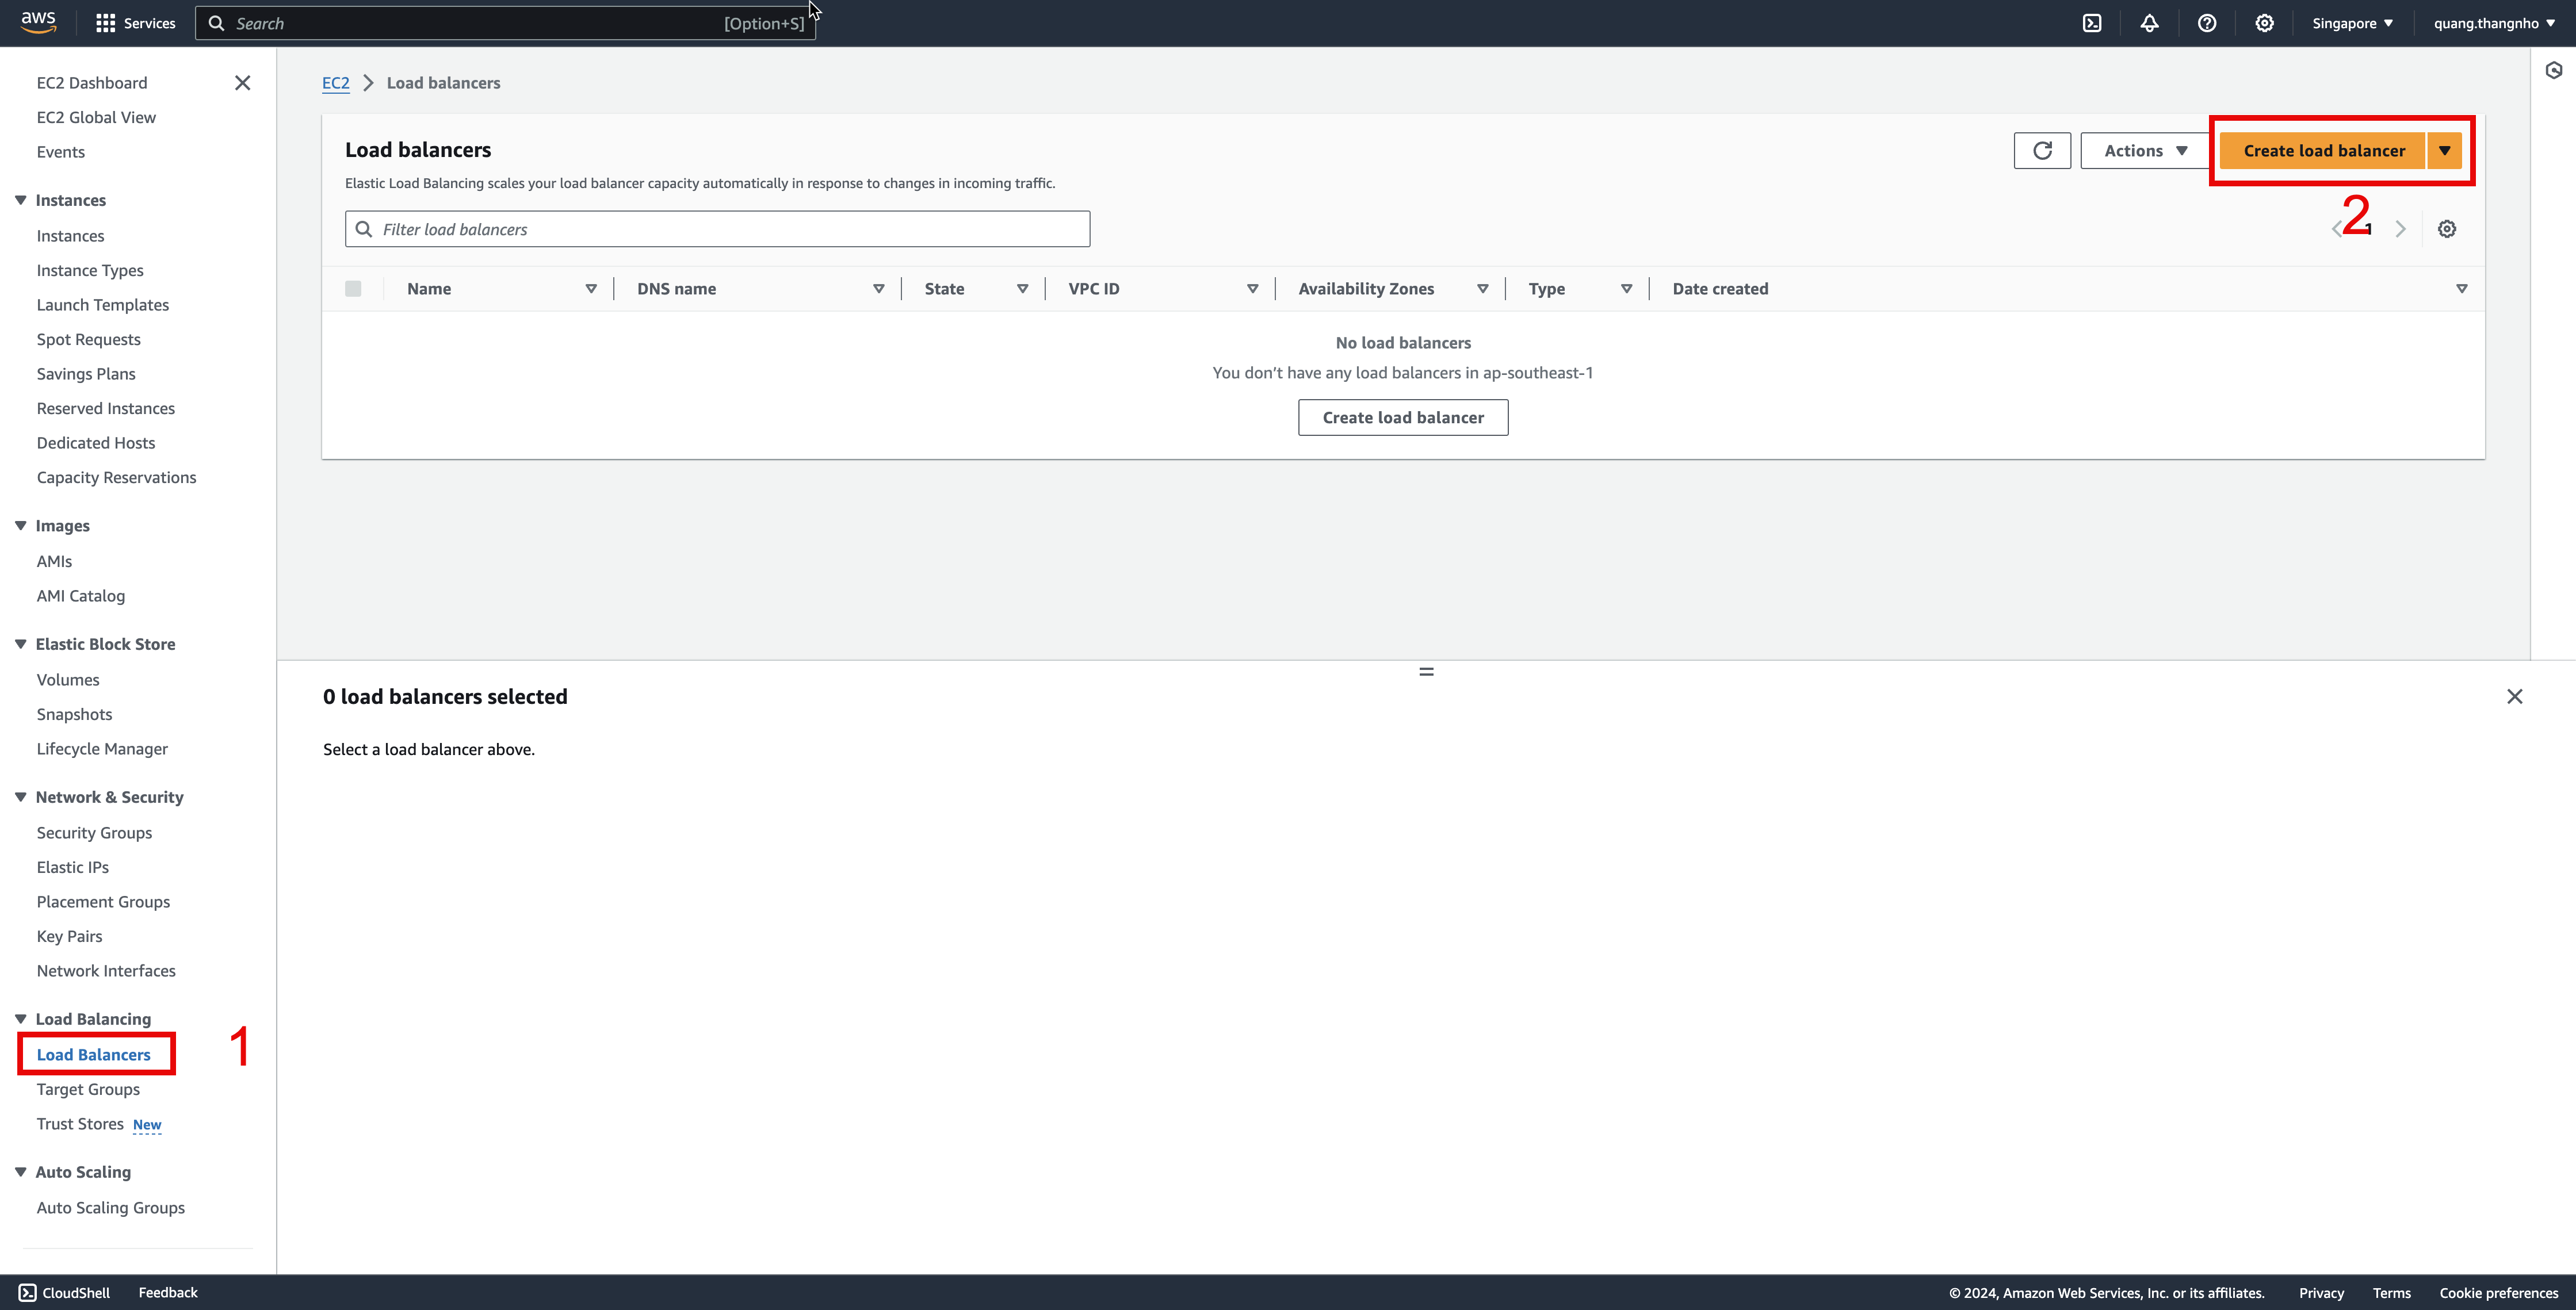 aws
Services
Search
[Option+S]
Singapore
quang.thangnho
EC2 Dashboard
EC2 Global View
Events
Instances
Instances
Instance Types
Launch Templates
Spot Requests
Savings Plans
Reserved Instances
Dedicated Hosts
Capacity Reservations
Images
AMIs
AMI Catalog
Elastic Block Store
Volumes
Snapshots
Lifecycle Manager
Network & Security
Security Groups
Elastic IPs
Placement Groups
Key Pairs
Network Interfaces
Load Balancing
Load Balancers
1
Target Groups
Trust Stores New
Auto Scaling
Auto Scaling Groups
EC2 Load balancers
Load balancers
Actions
Create load balancer
Elastic Load Balancing scales your load balancer capacity automatically in response to changes in incoming traffic.
Filter load balancers
2
1
Name DNS name State VPC ID Availability Zones Type Date created
No load balancers
You don't have any load balancers in ap-southeast-1
Create load balancer
0 load balancers selected
Select a load balancer above.
CloudShell Feedback
© 2024, Amazon Web Services, Inc. or its affiliates. Privacy Terms Cookie preferences